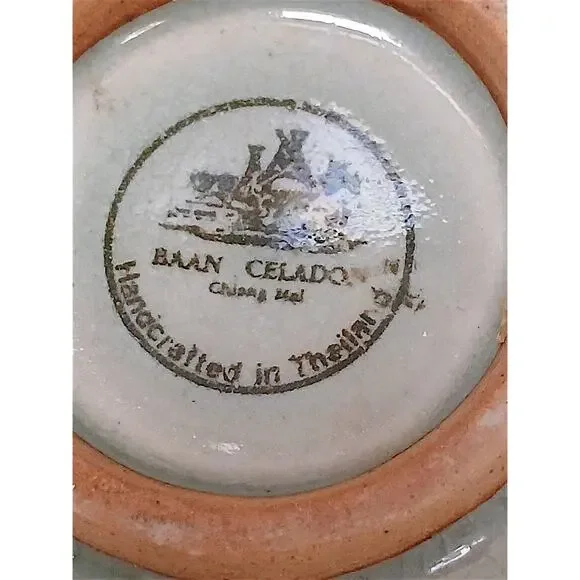 BAAN CELADON
Chiang Mai
Handcrafted in Thailand